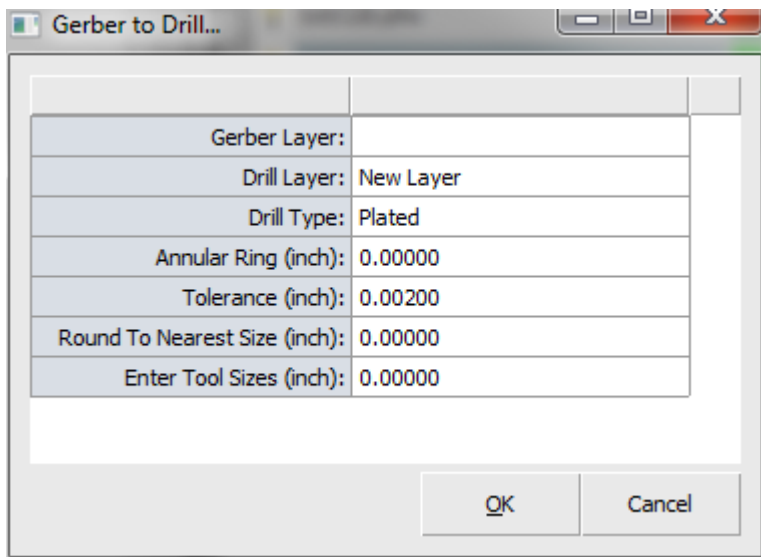 Gerber to Drill...
Gerber Layer:
Drill Layer: New Layer
Drill Type: Plated
Annular Ring (inch): 0.00000
Tolerance (inch): 0.00200
Round To Nearest Size (inch): 0.00000
Enter Tool Sizes (inch): 0.00000
OK Cancel